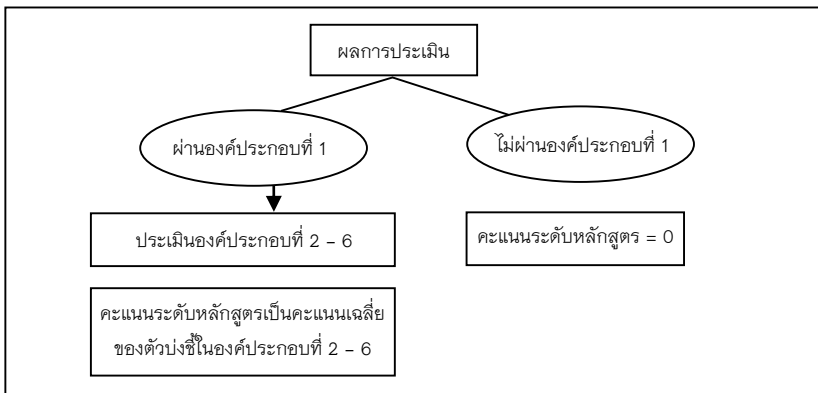 ผลการประเมิน
ผ่านองค์ประกอบที่ 1
ไม่ผ่านองค์ประกอบที่ 1
ประเมินองค์ประกอบที่ 2 – 6
คะแนนระดับหลักสูตร = 0
คะแนนระดับหลักสูตรเป็นคะแนนเฉลี่ย
ของตัวบ่งชี้ในองค์ประกอบที่ 2 – 6